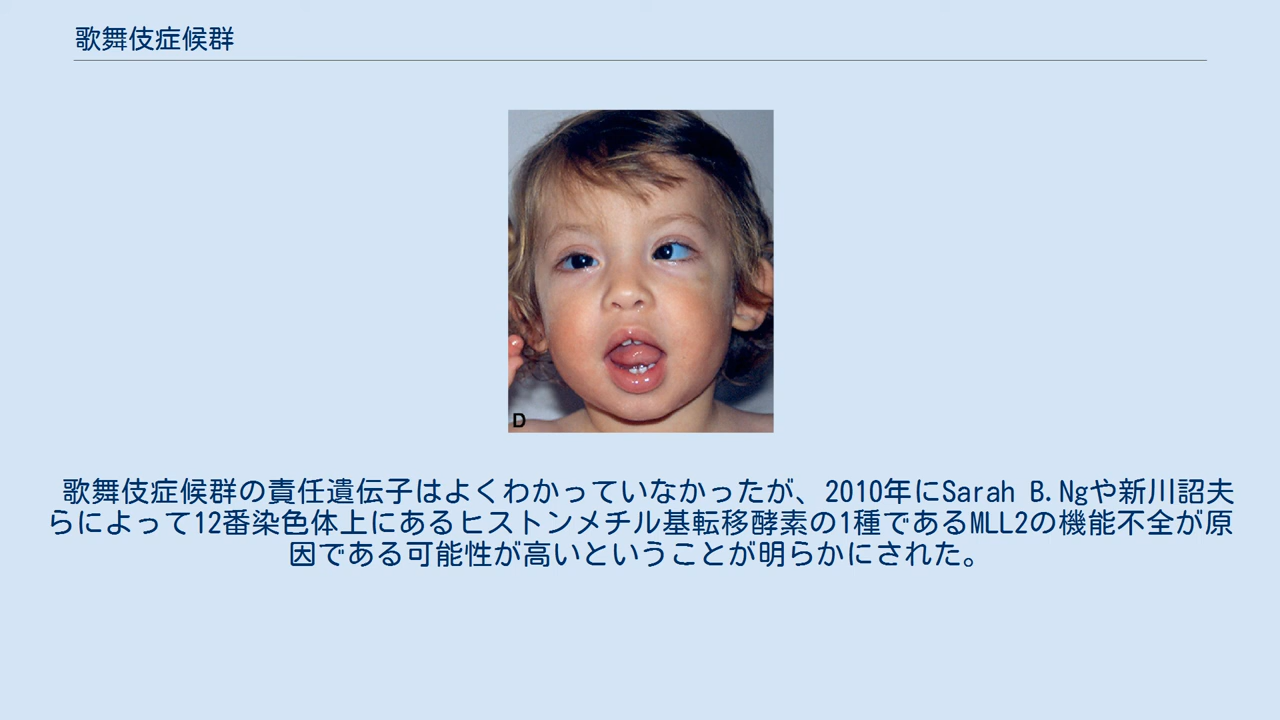 歌舞伎症候群
D
歌舞伎症候群の責任遺伝子はよくわかっていなかったが、2010年にSarah B.Ngや新川詔夫
らによって12番染色体上にあるヒストンメチル基転移酵素の1種であるMLL2の機能不全が原
因である可能性が高いということが明らかにされた。